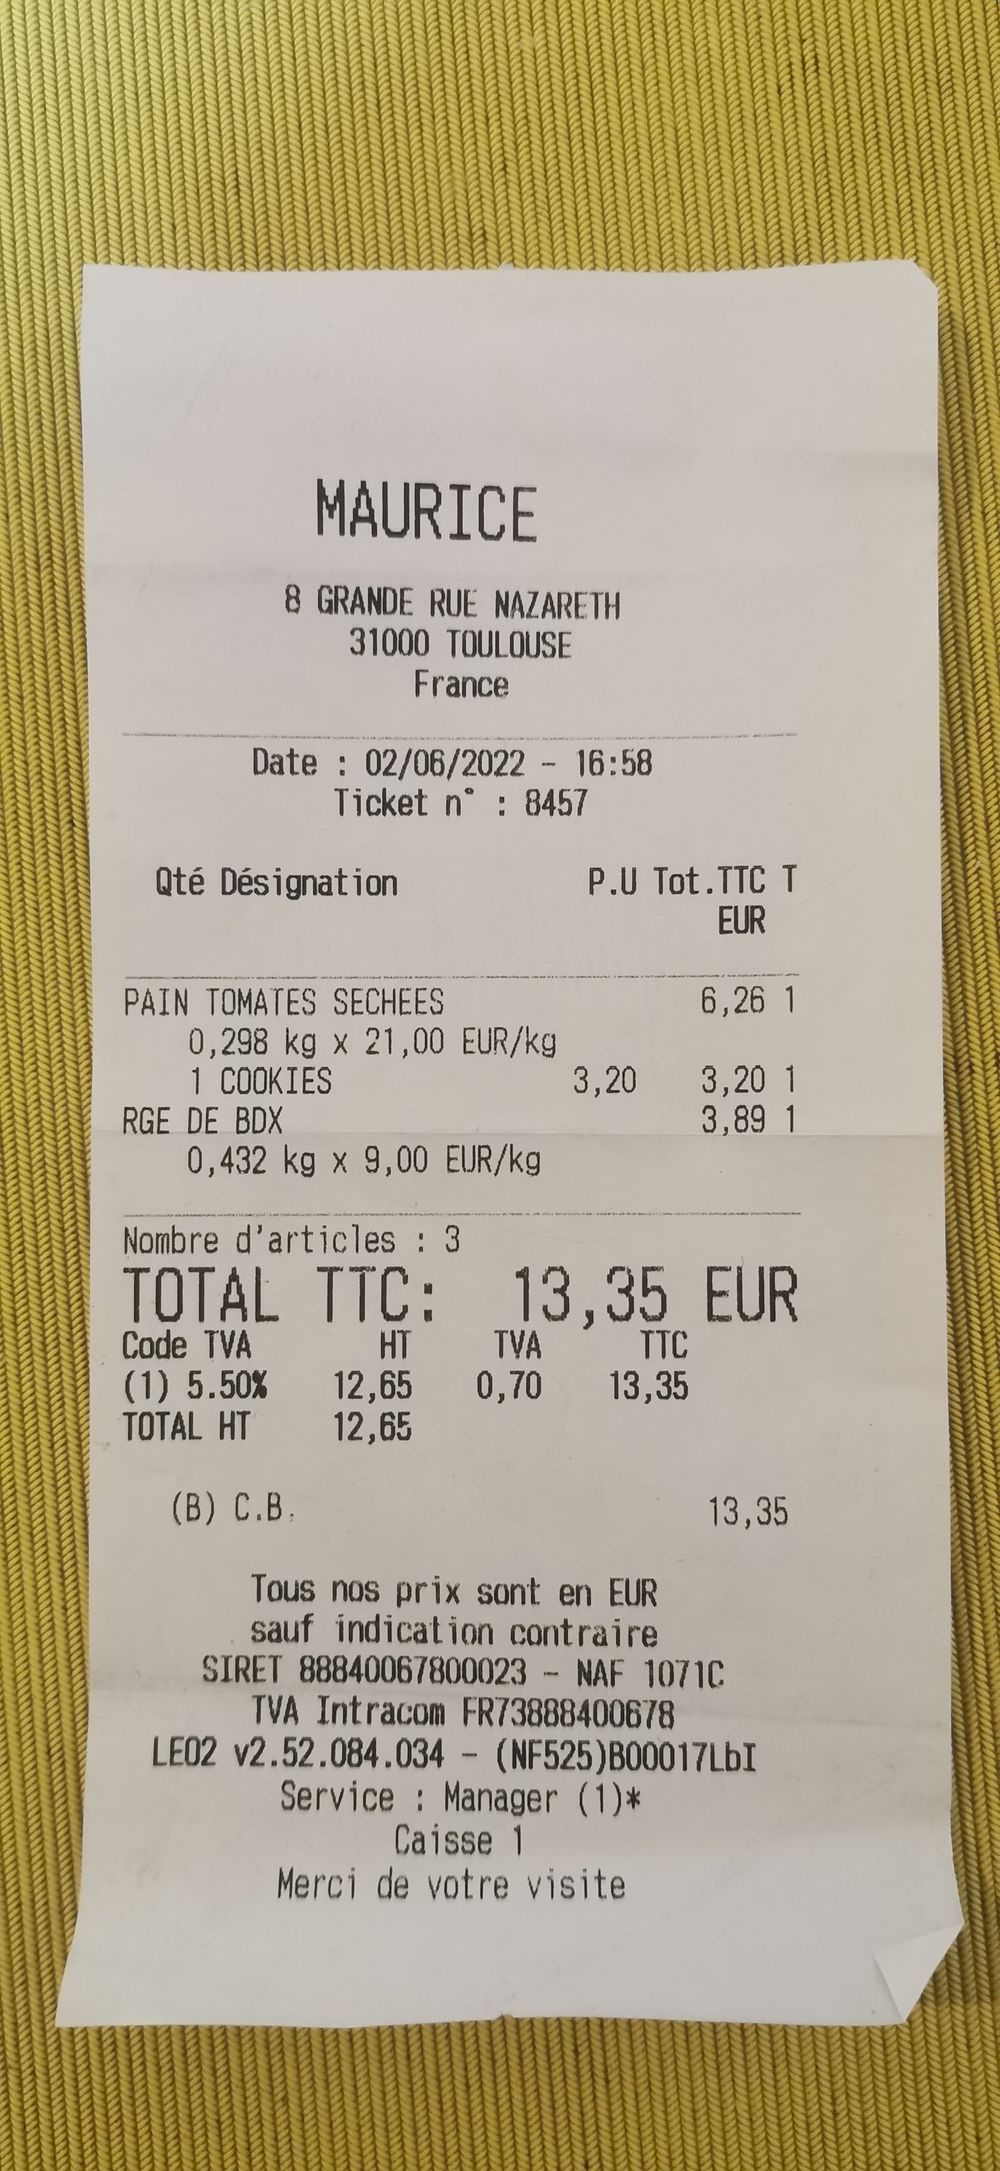 MAURICE
8 GRANDE RUE NAZARETH
31000 TOULOUSE
France
Date : 02/06/2022 - 16:58
Ticket n° : 8457
Qté Désignation P.U Tot.TTC T
EUR
PAIN TOMATES SECHEES 6,26 1
0,298 kg x 21,00 EUR/kg
1 COOKIES 3,20 3,20 1
RGE DE BDX 3,89 1
0,432 kg x 9,00 EUR/kg
Nombre d'articles : 3
TOTAL TTC: 13,35 EUR
Code TVA HT TVA TTC
(1) 5.50% 12,65 0,70 13,35
TOTAL HT 12,65
(B) C.B. 13,35
Tous nos prix sont en EUR
sauf indication contraire
SIRET 88840067800023 - NAF 1071C
TVA Intracom FR73888400678
LEO2 v2.52.084.034 - (NF525)B00017LbI
Service : Manager (1)*
Caisse 1
Merci de votre visite